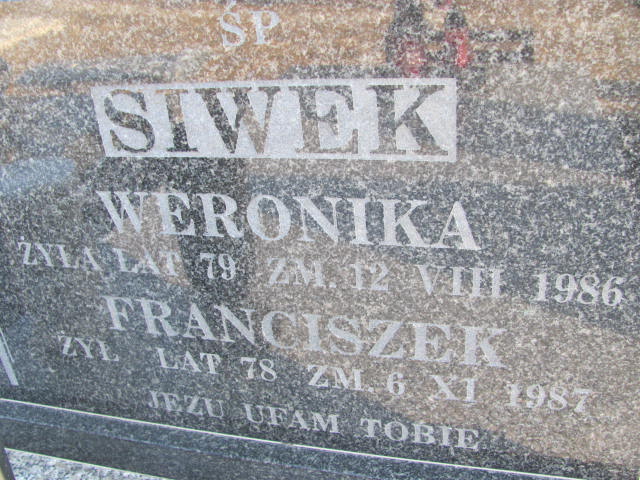 ŚP
SIWEK
WERONIKA
ŻYŁA LAT 79 ZM. 12 VIII 1986
FRANCISZEK
ŻYŁ LAT 78 ZM. 6 XI 1987
JEZU UFAM TOBIE